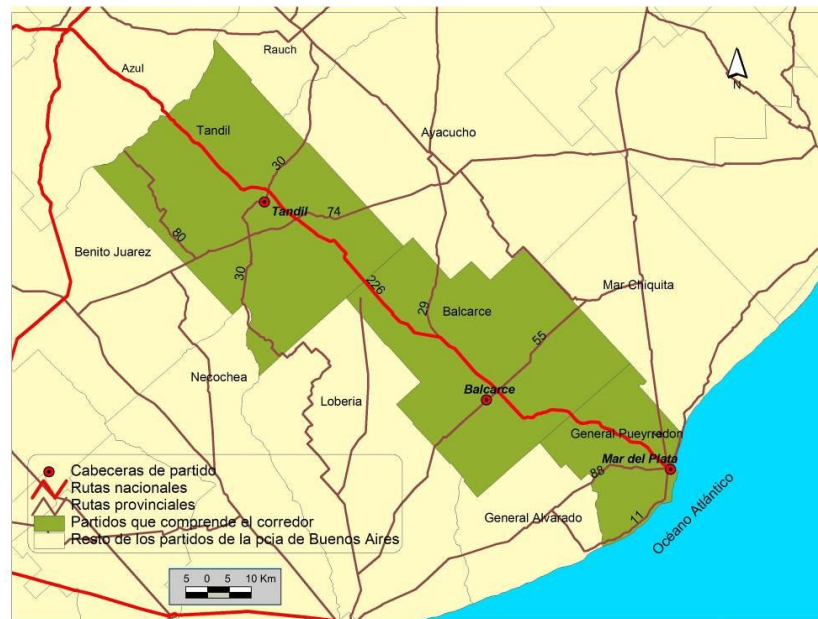 Rauch
Azul
N
Tandil
Ayacucho
30
Tandil
74
80
Benito Juarez
30
226
Mar Chiquita
29
Balcarce
55
Necochea
Balcarce
Loberia
General Pueyrredon
Mar del Plata
88
General Alvarado
11
Océano Atlántico
Cabeceras de partido
Rutas nacionales
Rutas provinciales
Partidos que comprende el corredor
Resto de los partidos de la pcia de Buenos Aires
5 0 5 10 Km